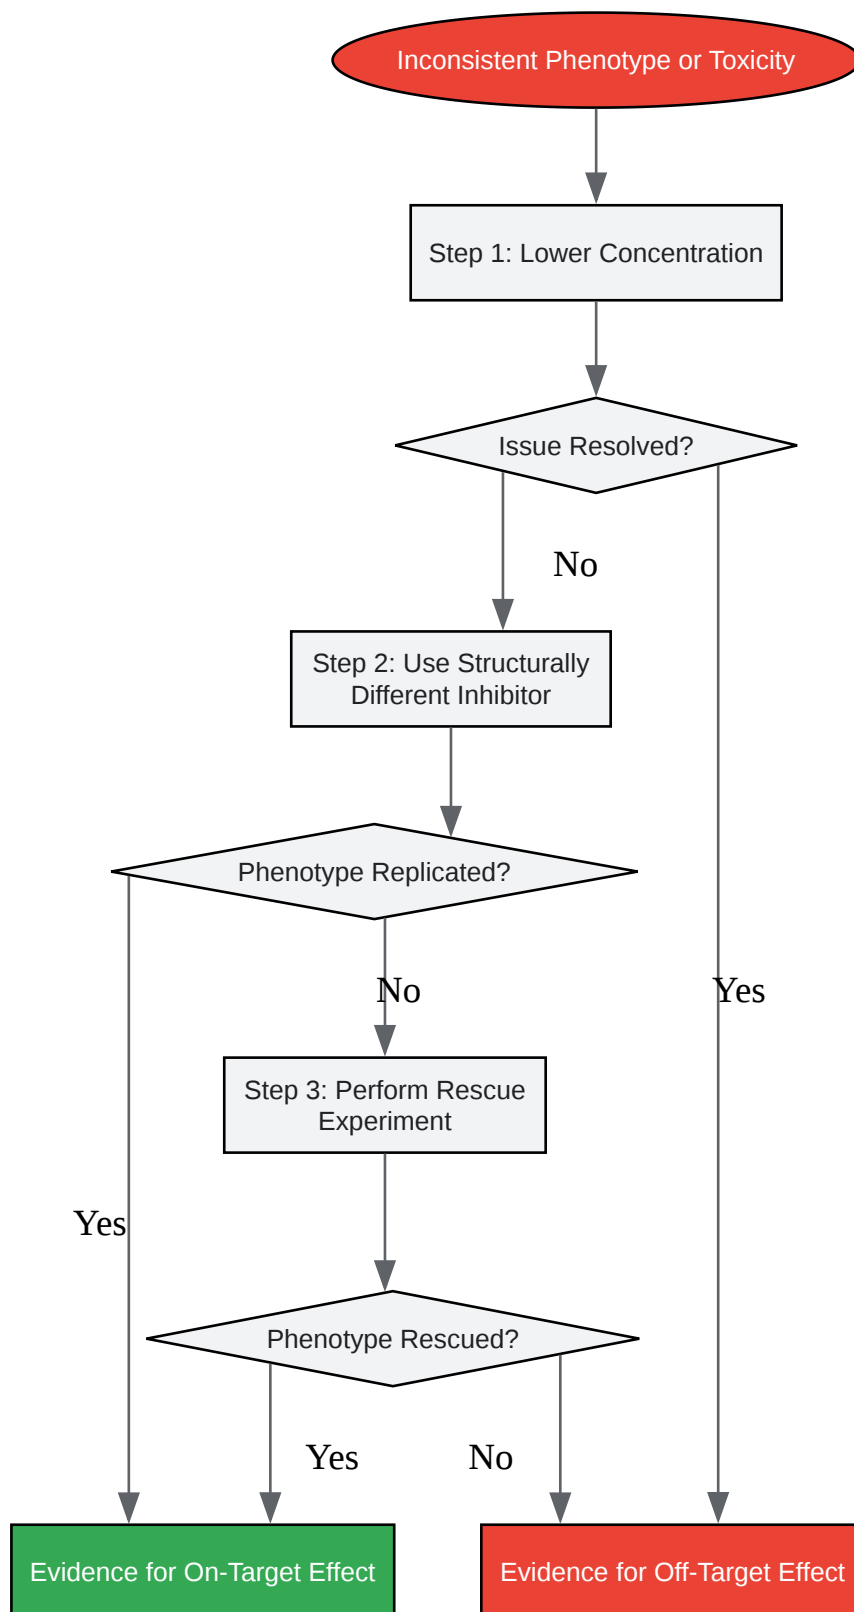 Inconsistent Phenotype or Toxicity
Step 1: Lower Concentration
Issue Resolved?
No
Step 2: Use Structurally
Different Inhibitor
Phenotype Replicated?
No
Yes
Step 3: Perform Rescue
Experiment
Yes
Phenotype Rescued?
Yes
No
Evidence for On-Target Effect
Evidence for Off-Target Effect